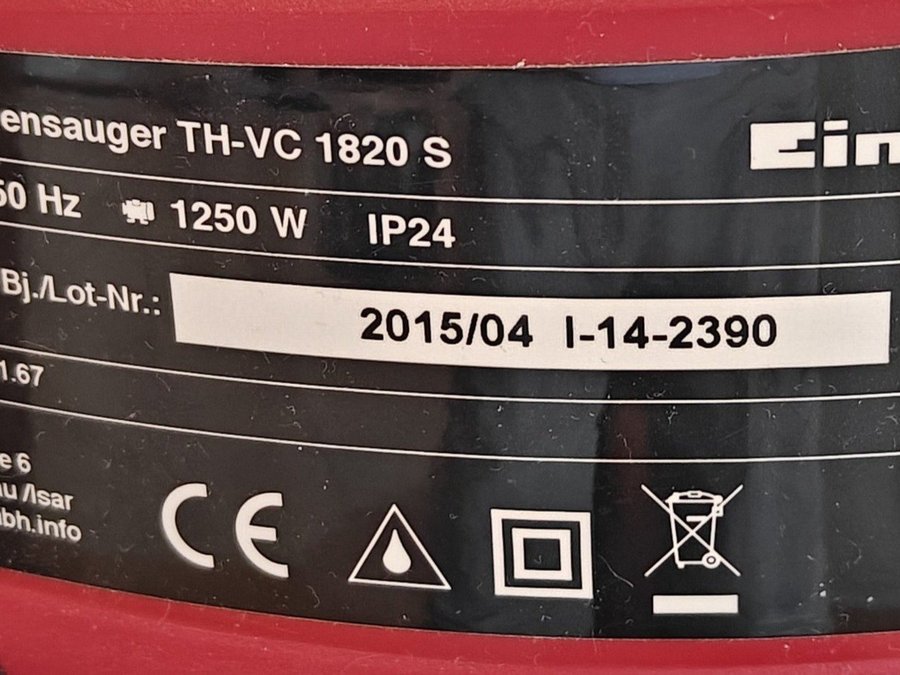 ensauger TH-VC 1820 S
Ein
50 Hz 1250 W IP24
Bj./Lot-Nr.: 2015/04 I-14-2390
1.67
e 6
au /Isar
bh.info
CE